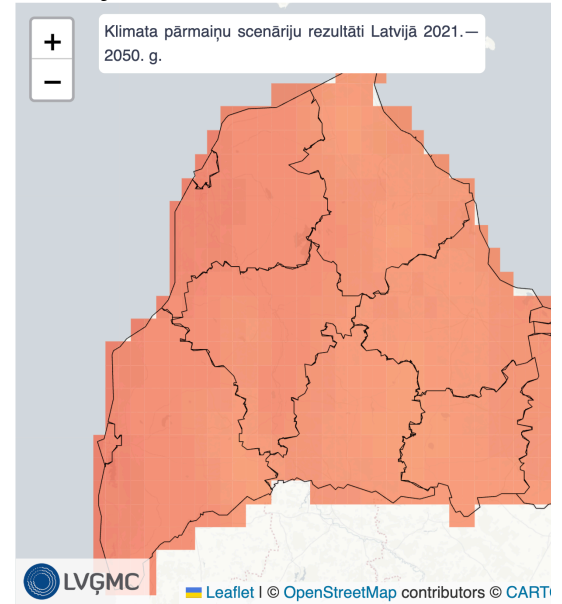 +
−
Klimata pārmaiņu scenāriju rezultāti Latvijā 2021.—
2050. g.
LVĢMC
Leaflet | © OpenStreetMap contributors © CART